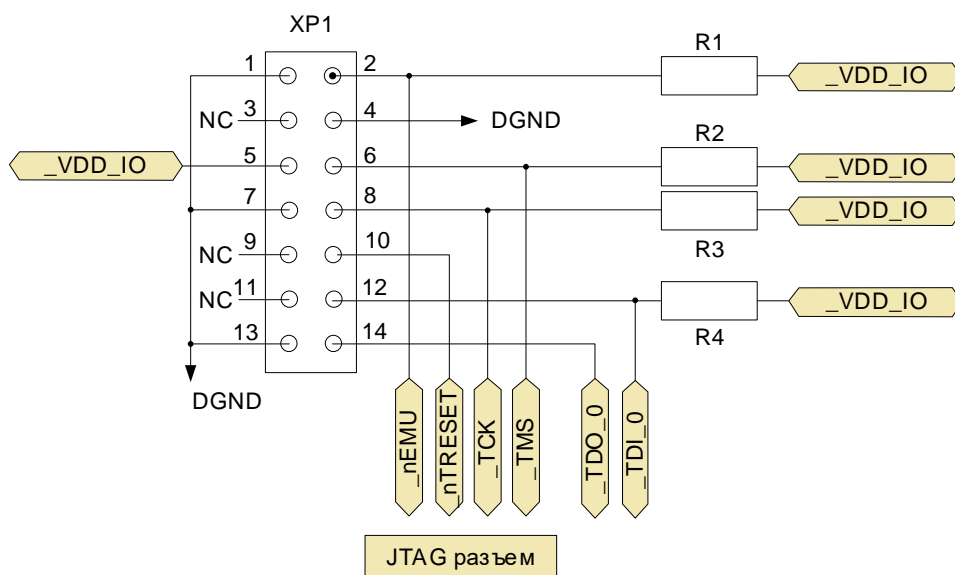 XP1
R1
1 2 _VDD_IO
NC 3 4 DGND
R2
_VDD_IO 5 6 _VDD_IO
7 8 _VDD_IO
R3
NC 9 10
NC 11 12 _VDD_IO
R4
13 14
DGND
_nEMU
_nTRESET
_TCK
_TMS
_TDO_0
_TDI_0
JTAG разъем